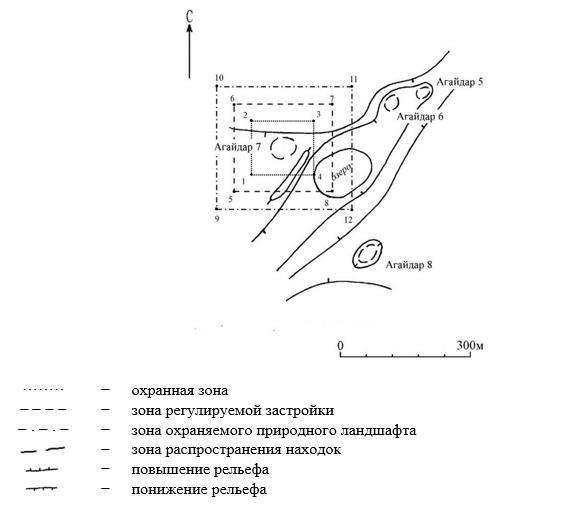 С
10
11
Агайдар 5
6
7
2
3
Агайдар 6
Агайдар 7
озеро
1
4
5
8
9
12
Агайдар 8
0
300м
– охранная зона
– зона регулируемой застройки
– зона охраняемого природного ландшафта
– зона распространения находок
– повышение рельефа
– понижение рельефа